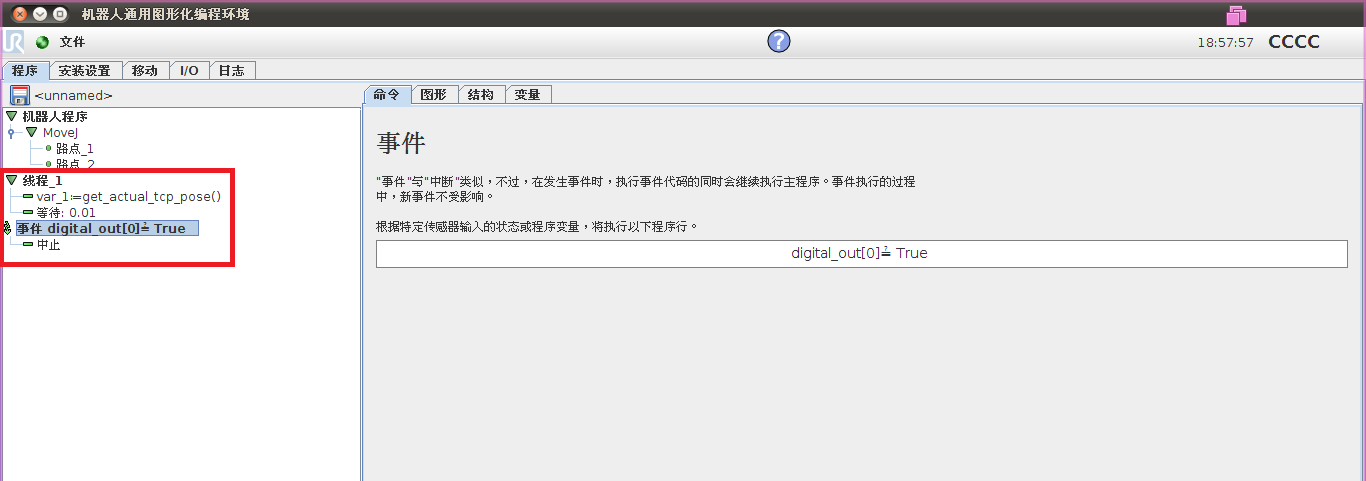 机器人通用图形化编程环境
文件
18:57:57 CCCC
程序 安装设置 移动 I/O 日志
<unnamed>
命令 图形 结构 变量
机器人程序
MoveJ
路点_1
路点_2
线程_1
var_1:=get_actual_tcp_pose()
等待: 0.01
事件 digital_out[0]≟ True
中止
事件
"事件"与"中断"类似，不过，在发生事件时，执行事件代码的同时会继续执行主程序。事件执行的过程
中，新事件不受影响。
根据特定传感器输入的状态或程序变量，将执行以下程序行。
digital_out[0]≟ True